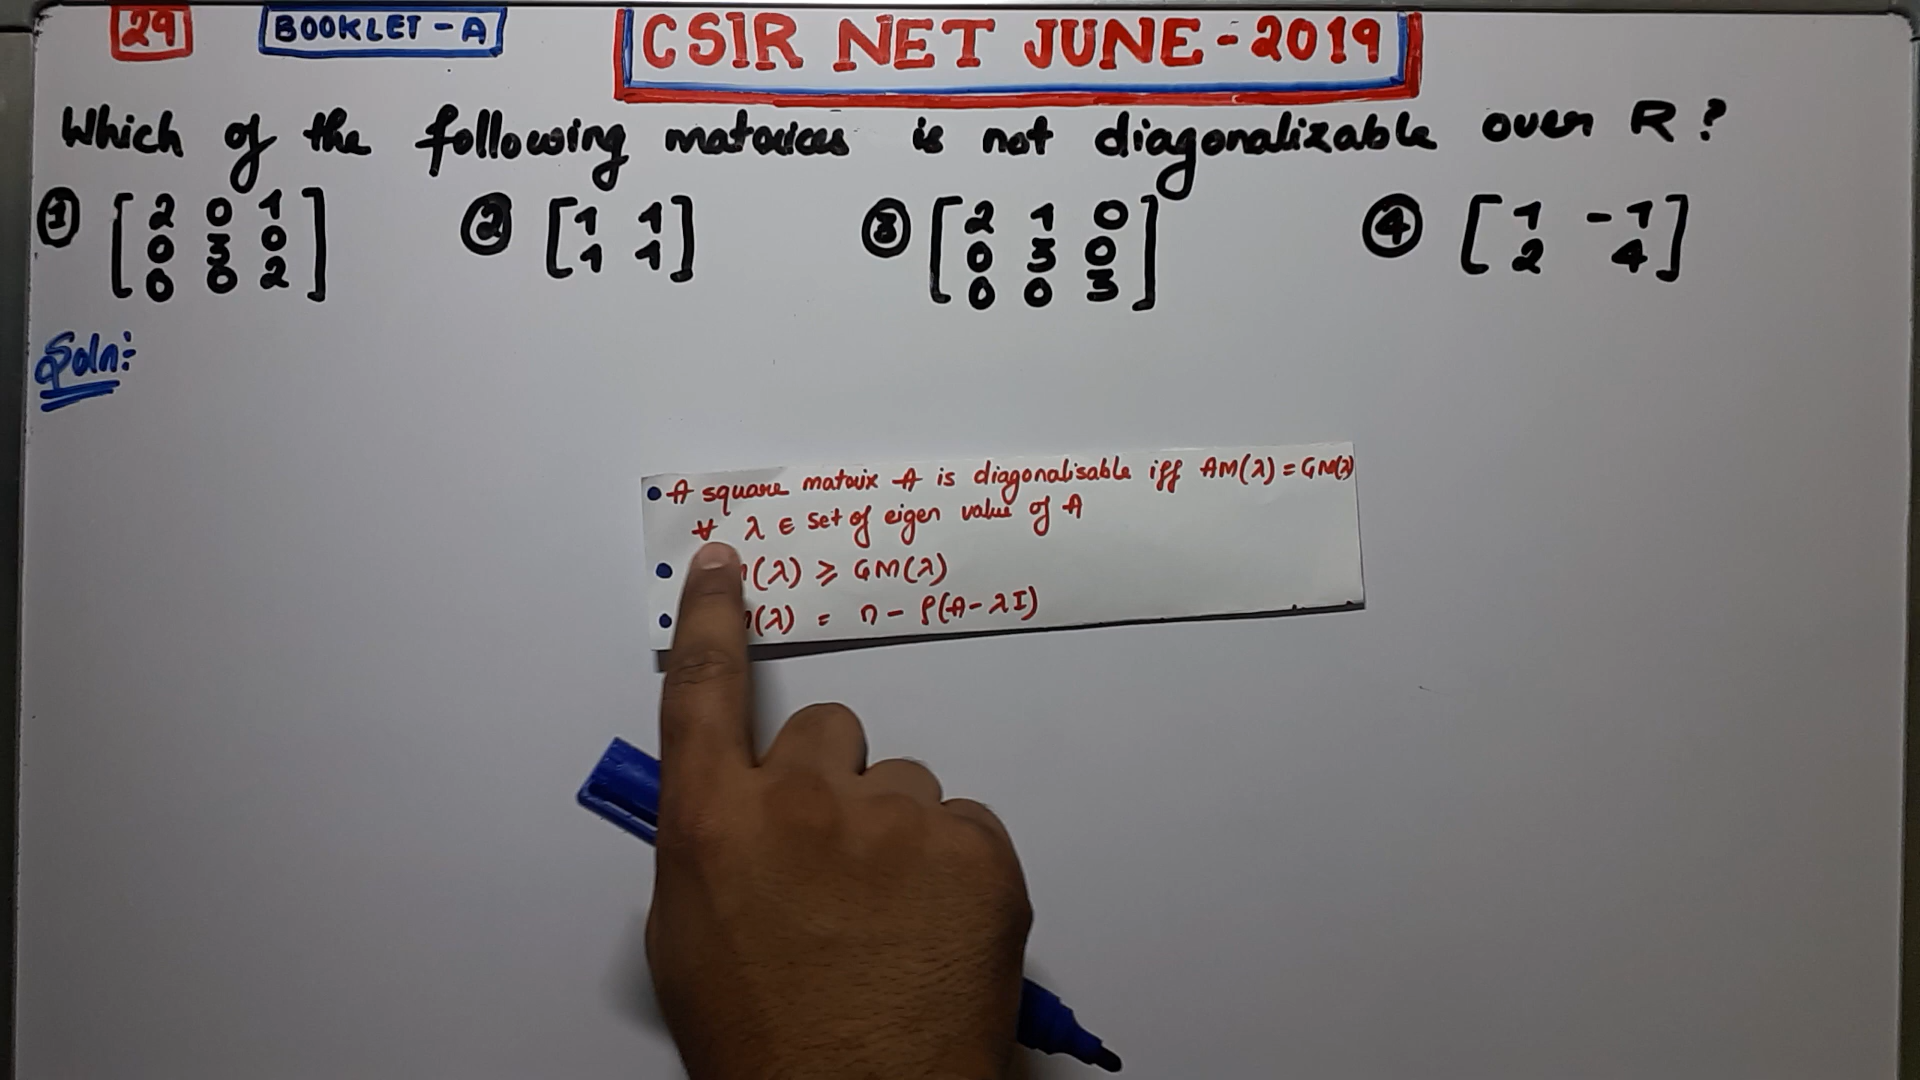 29 BOOKLET-A CSIR NET JUNE-2019
Which of the following matrices is not diagonalizable over R?
① [2 0 1 ② [1 1 ③ [2 1 0 ④ [1 -1
0 3 0 1 1] 0 3 0 2 4]
0 0 2] 0 0 3]
Soln:
• A square matrix A is diagonalisable iff AM(λ) = GM(λ)
∀ λ ∈ set of eigen value of A
• (λ) ≥ GM(λ)
• (λ) = n - ρ(A-λI)